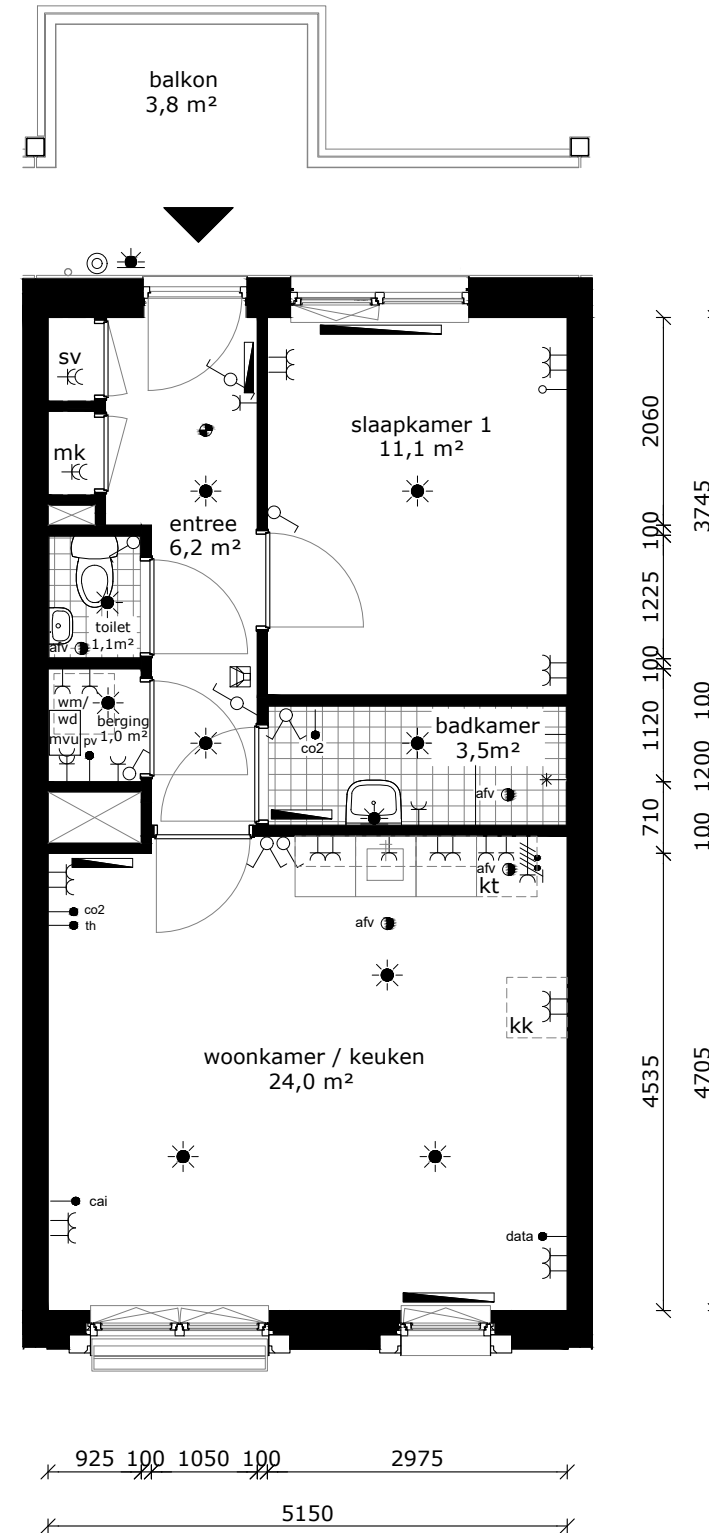 balkon
3,8 m²
sv
mk
slaapkamer 1
11,1 m²
entree
6,2 m²
toilet
1,1m²
afv
wm/
wd
berging
1,0 m²
mvu
pv
co2
badkamer
3,5m²
afv
afv
kt
co2
th
afv
kk
woonkamer / keuken
24,0 m²
cai
data
2060
100
1225
100
1120
710
4535
3745
100
1200
100
4705
925 100 1050 100 2975
5150